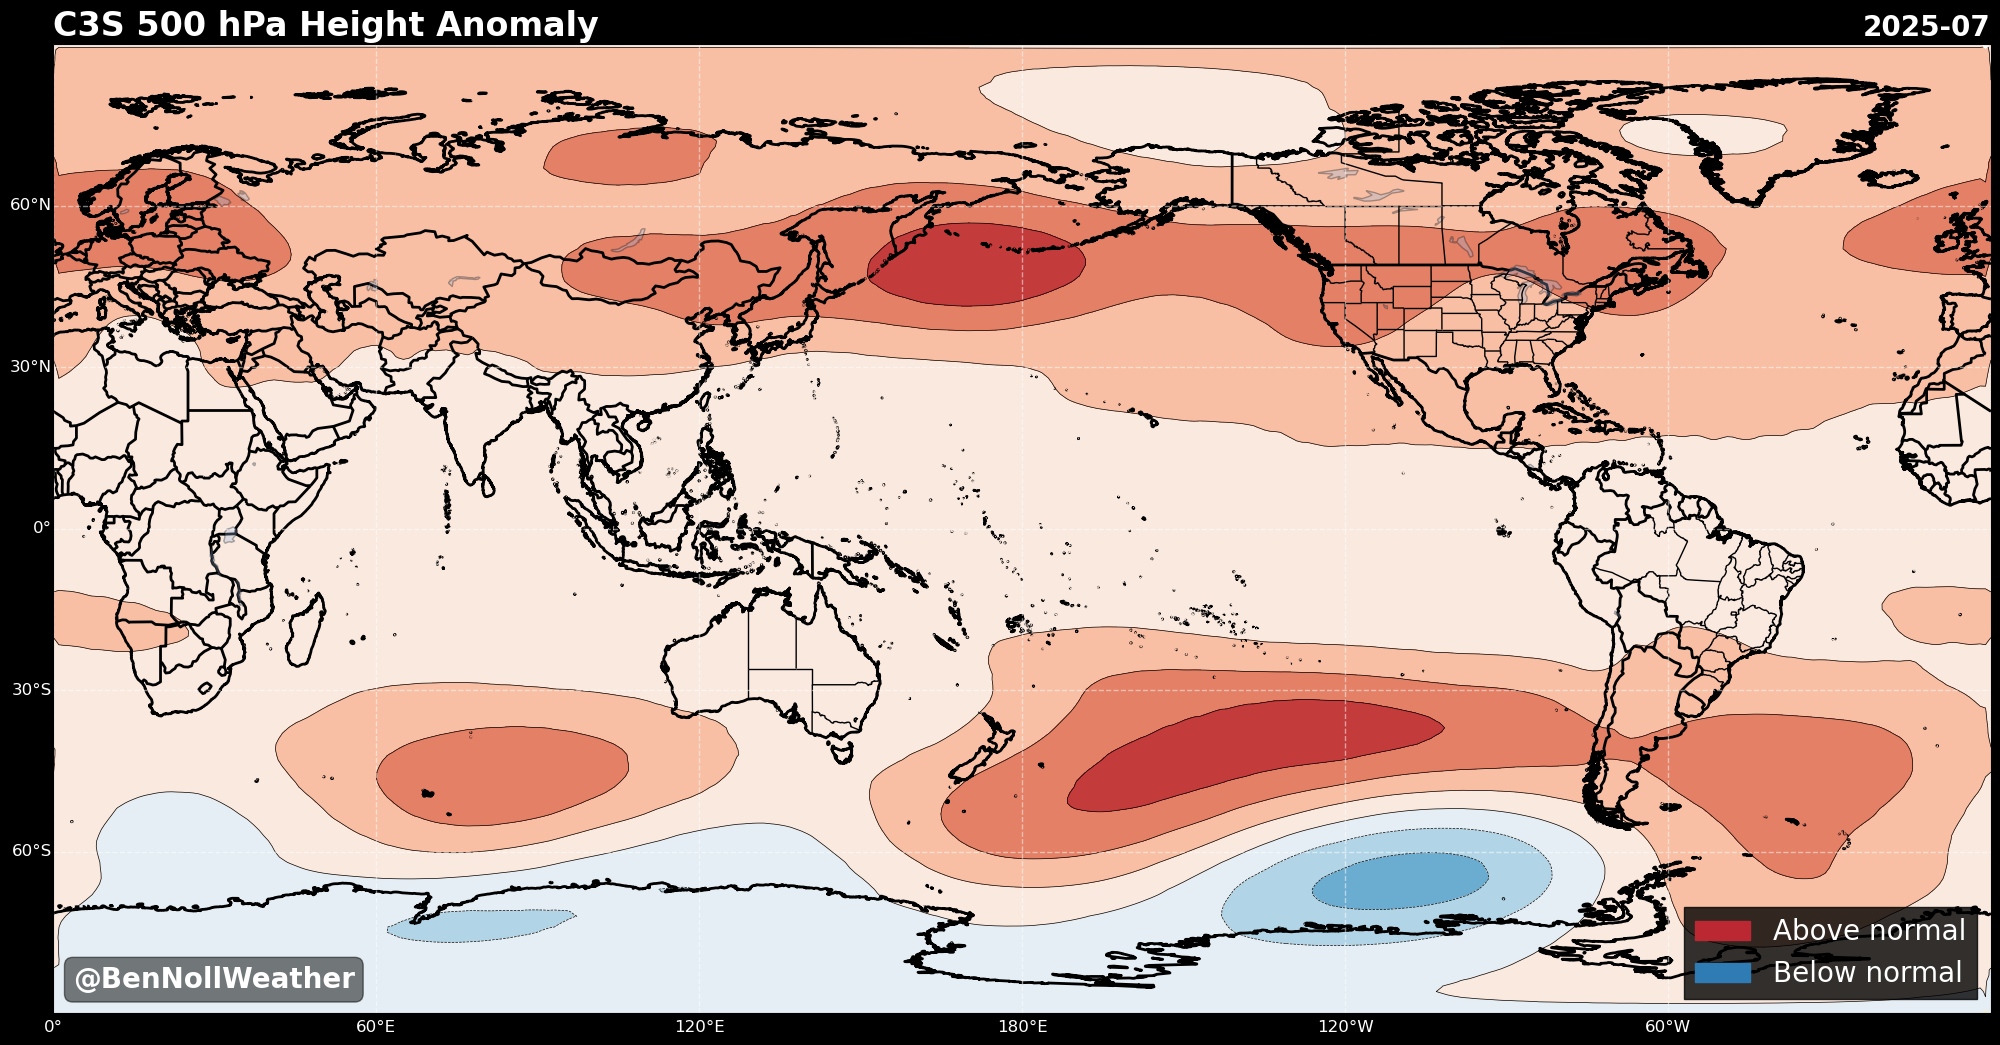 C3S 500 hPa Height Anomaly
2025-07
60°N
30°N
0°
30°S
60°S
Above normal
Below normal
@BenNollWeather
0°
60°E
120°E
180°E
120°W
60°W